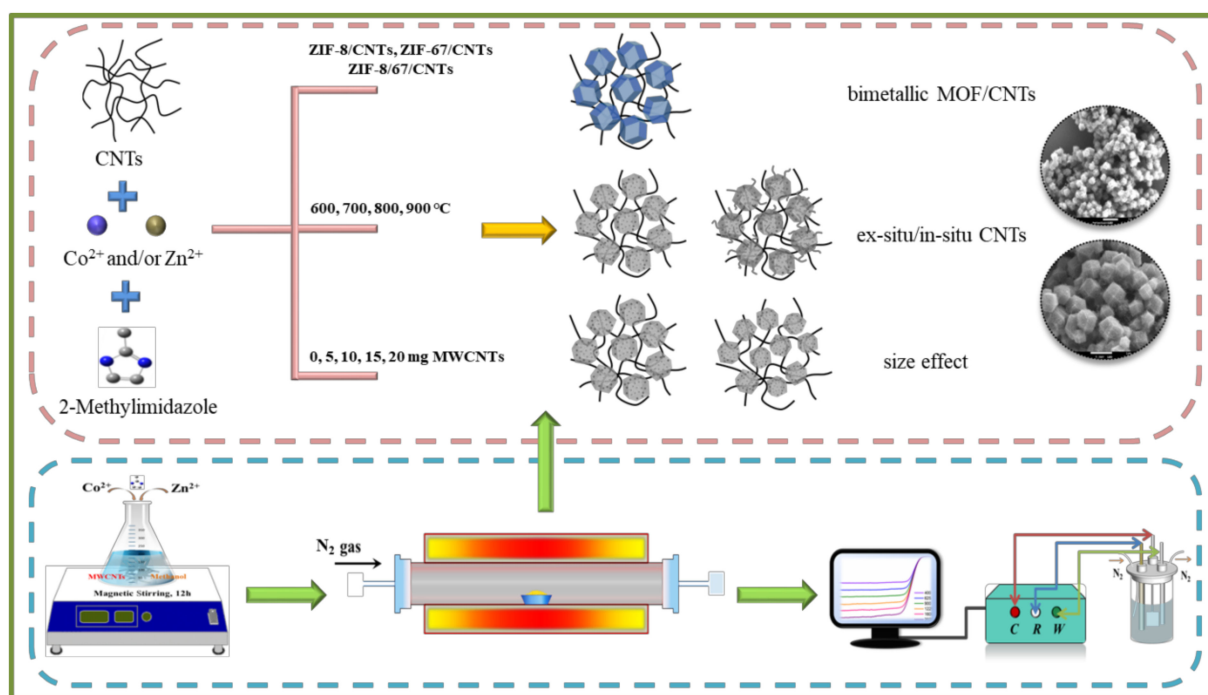 ZIF-8/CNTs, ZIF-67/CNTs
ZIF-8/67/CNTs
CNTs
Co²⁺ and/or Zn²⁺
2-Methylimidazole
600, 700, 800, 900 °C
0, 5, 10, 15, 20 mg MWCNTs
bimetallic MOF/CNTs
ex-situ/in-situ CNTs
size effect
Co²⁺
Zn²⁺
MWCNTs
Methanol
Magnetic Stirring, 12h
N₂ gas
C R W
N₂
N₂